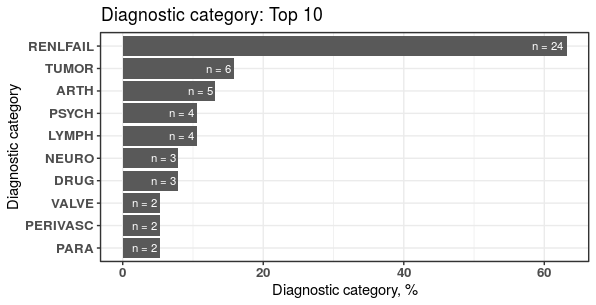 Diagnostic category: Top 10
Diagnostic category
RENLFAIL n = 24
TUMOR n = 6
ARTH n = 5
PSYCH n = 4
LYMPH n = 4
NEURO n = 3
DRUG n = 3
VALVE n = 2
PERIVASC n = 2
PARA n = 2
0 20 40 60
Diagnostic category, %